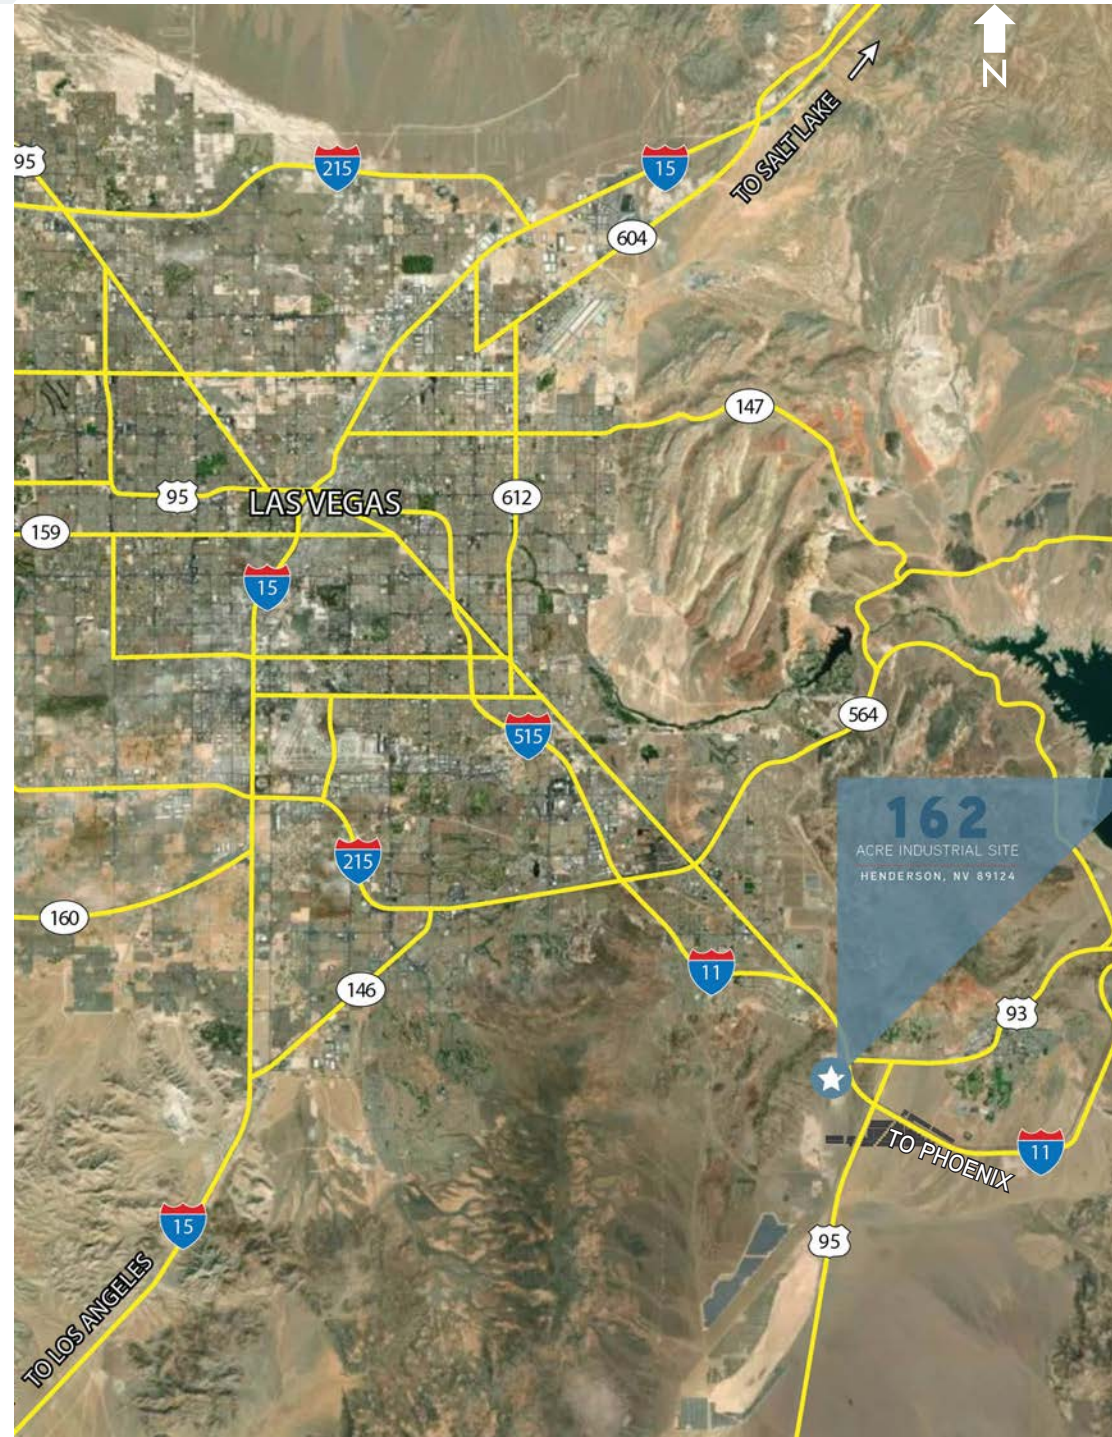 N
TO SALT LAKE
95
215
15
604
147
95
LAS VEGAS
612
159
15
564
515
162
ACRE INDUSTRIAL SITE
HENDERSON, NV 89124
215
160
11
146
93
TO PHOENIX
11
15
95
TO LOS ANGELES